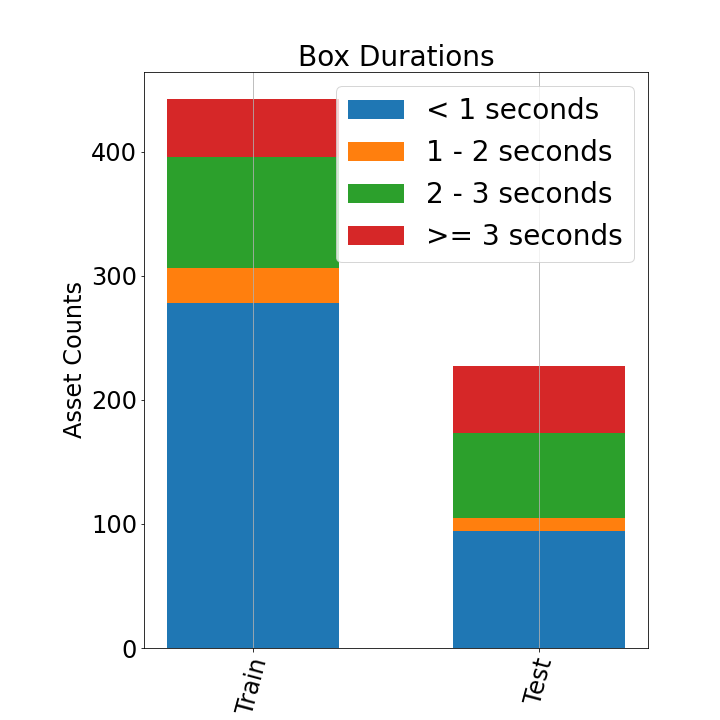 Box Durations
< 1 seconds
1 - 2 seconds
2 - 3 seconds
>= 3 seconds
Asset Counts
400
300
200
100
0
Train
Test